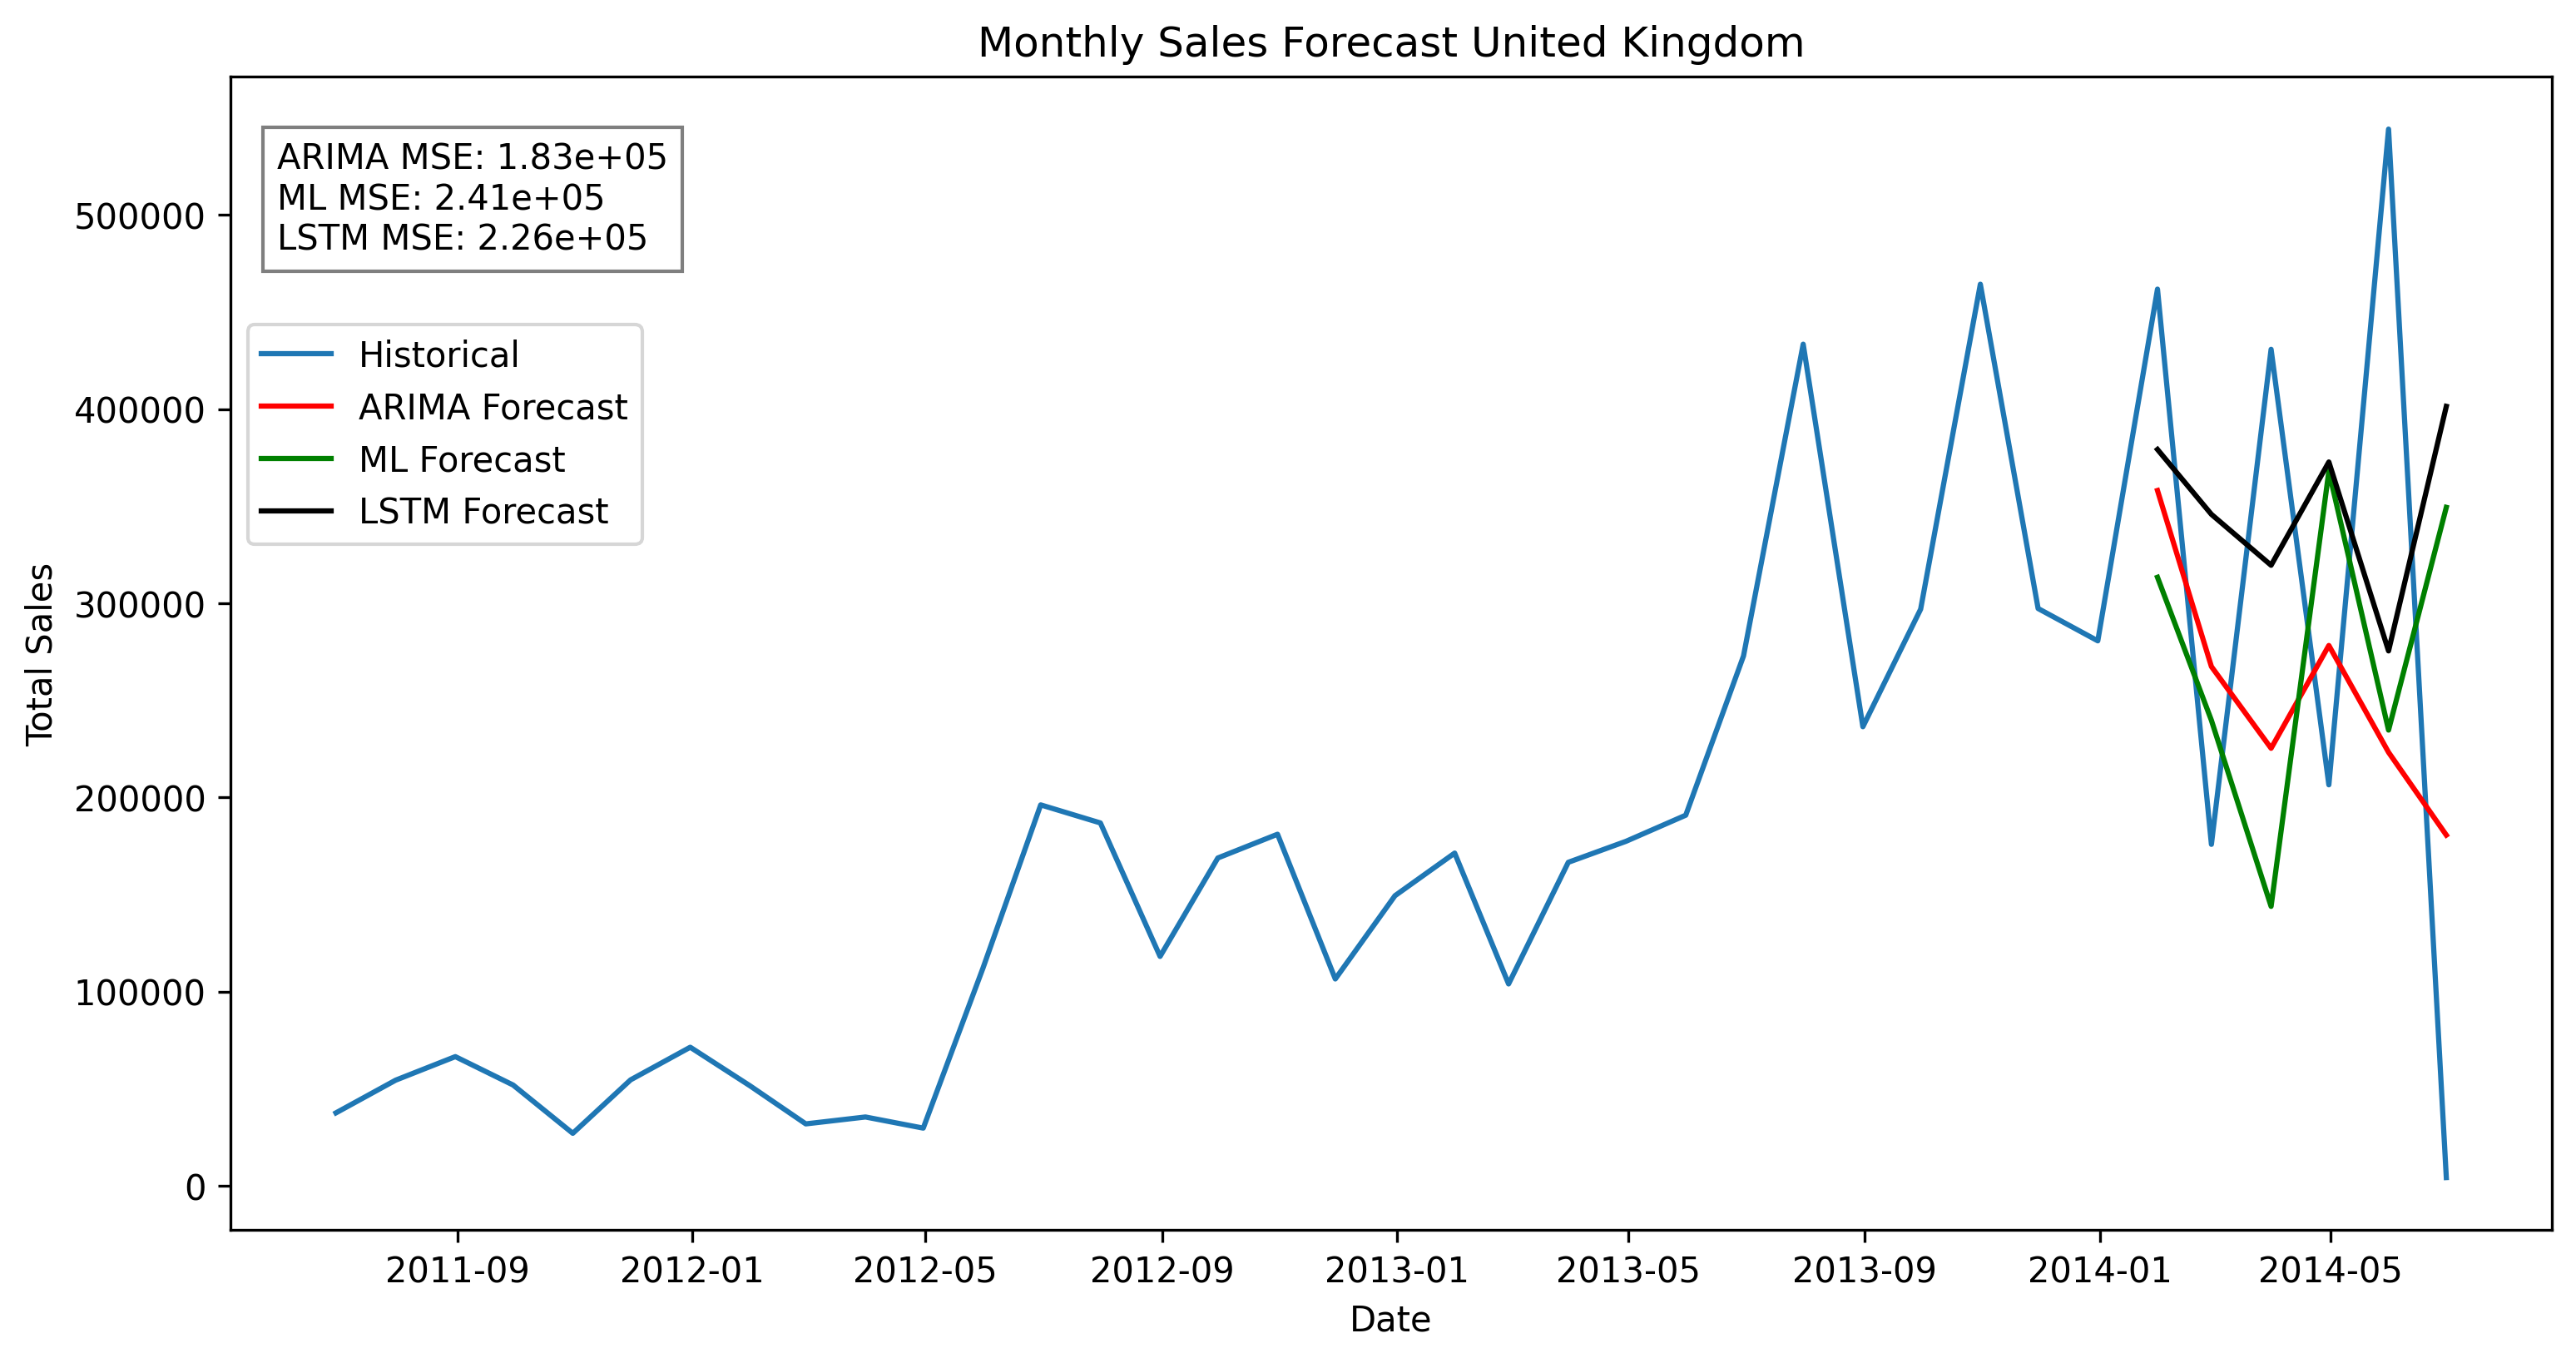 Monthly Sales Forecast United Kingdom
ARIMA MSE: 1.83e+05
ML MSE: 2.41e+05
LSTM MSE: 2.26e+05
Historical
ARIMA Forecast
ML Forecast
LSTM Forecast
Total Sales
500000
400000
300000
200000
100000
0
2011-09 2012-01 2012-05 2012-09 2013-01 2013-05 2013-09 2014-01 2014-05
Date